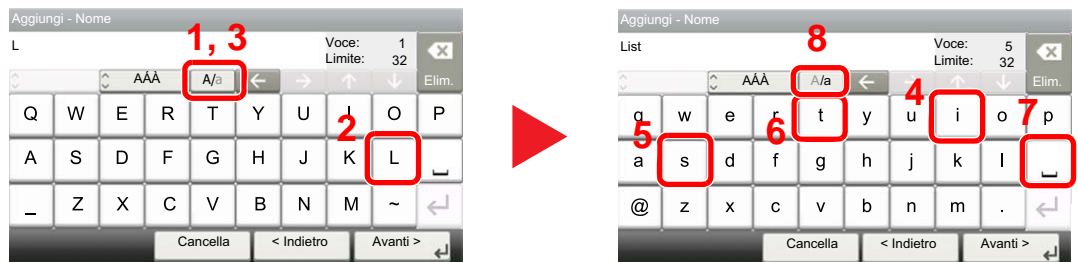 Aggiungi - Nome
L
1, 3
Voce: 1
Limite: 32
AÁÀ A/a ← → ↑ ↓ Elim.
Q W E R T Y U I O P
2
A S D F G H J K L ␣
_ Z X C V B N M ~
Cancella < Indietro Avanti >
Aggiungi - Nome
List
8
Voce: 5
Limite: 32
AÁÀ A/a ← → ↑ ↓ Elim.
q w e r t y u i o p
4 7
5 6
a s d f g h j k l ␣
@ z x c v b n m .
Cancella < Indietro Avanti >